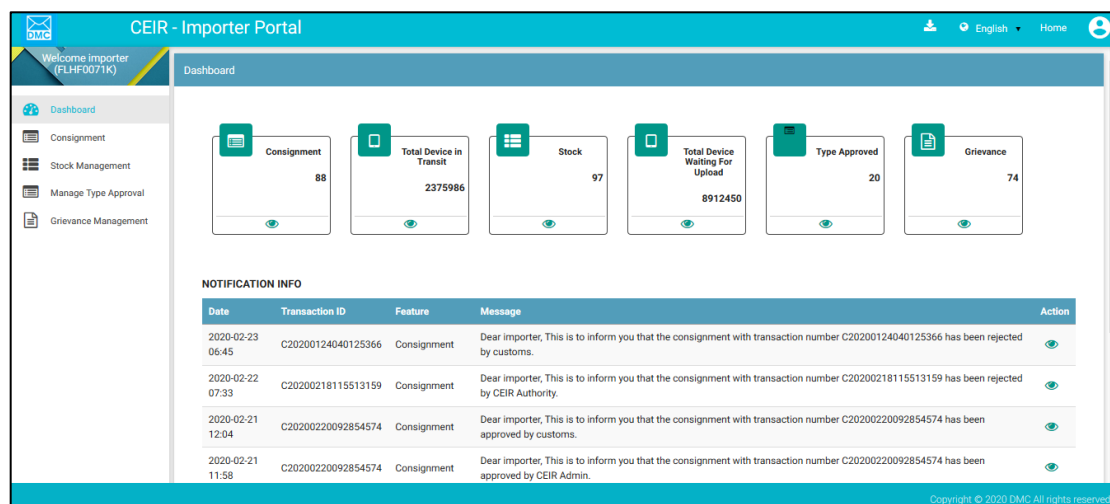 DMC
CEIR - Importer Portal
English
Home
Welcome importer
(FLHF0071K)
Dashboard
Dashboard
Consignment
Stock Management
Manage Type Approval
Grievance Management
Consignment
88
Total Device in
Transit
2375986
Stock
97
Total Device
Waiting For
Upload
8912450
Type Approved
20
Grievance
74
NOTIFICATION INFO
Date Transaction ID Feature Message Action
2020-02-23
06:45
C20200124040125366
Consignment
Dear importer, This is to inform you that the consignment with transaction number C20200124040125366 has been rejected
by customs.
2020-02-22
07:33
C20200218115513159
Consignment
Dear importer, This is to inform you that the consignment with transaction number C20200218115513159 has been rejected
by CEIR Authority.
2020-02-21
12:04
C20200220092854574
Consignment
Dear importer, This is to inform you that the consignment with transaction number C20200220092854574 has been
approved by customs.
2020-02-21
11:58
C20200220092854574
Consignment
Dear importer, This is to inform you that the consignment with transaction number C20200220092854574 has been
approved by CEIR Admin.
Copyright © 2020 DMC All rights reserved